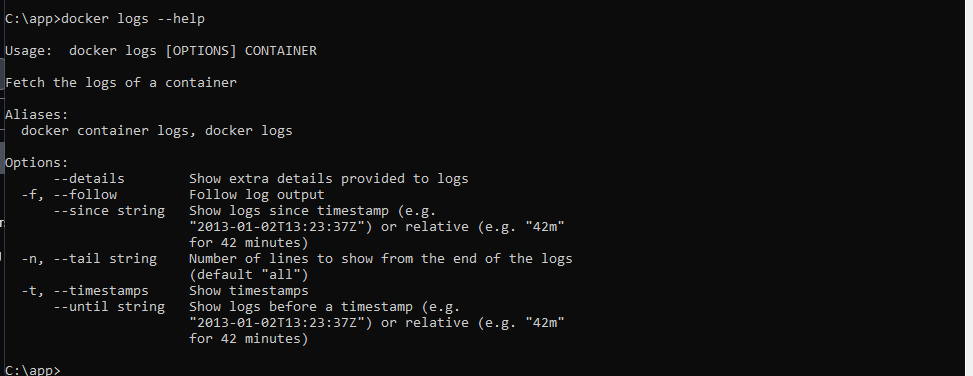 C:\app>docker logs --help
Usage:  docker logs [OPTIONS] CONTAINER
Fetch the logs of a container
Aliases:
  docker container logs, docker logs
Options:
      --details        Show extra details provided to logs
  -f, --follow         Follow log output
      --since string   Show logs since timestamp (e.g.
                       "2013-01-02T13:23:37Z") or relative (e.g. "42m"
                       for 42 minutes)
  -n, --tail string    Number of lines to show from the end of the logs
                       (default "all")
  -t, --timestamps     Show timestamps
      --until string   Show logs before a timestamp (e.g.
                       "2013-01-02T13:23:37Z") or relative (e.g. "42m"
                       for 42 minutes)
C:\app>